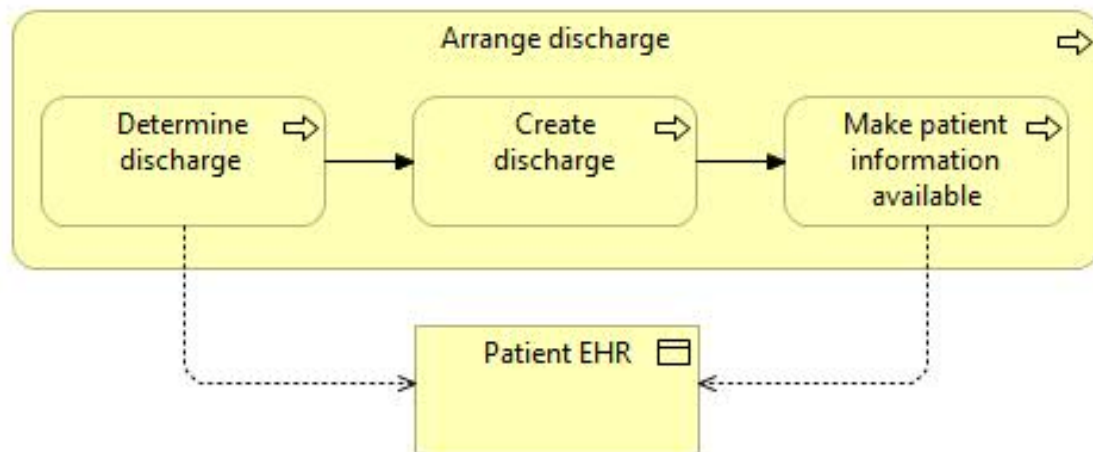 Arrange discharge
Determine
discharge
Create
discharge
Make patient
information
available
Patient EHR